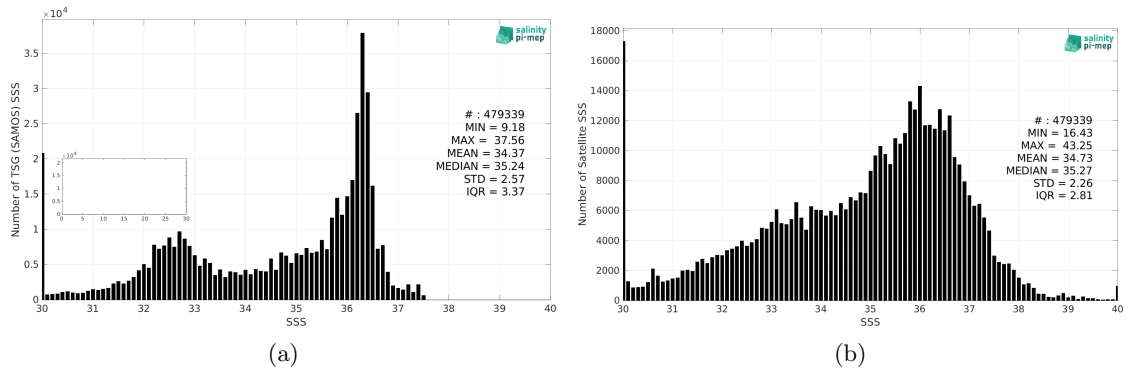 ×10⁴
3.5
3
2.5
2
1.5
1
0.5
0
Number of TSG (SAMOS) SSS
×10⁴
2
1.5
1
0.5
0
0 5 10 15 20 25 30
salinity
pi-mep
# : 479339
MIN = 9.18
MAX = 37.56
MEAN = 34.37
MEDIAN = 35.24
STD = 2.57
IQR = 3.37
30 31 32 33 34 35 36 37 38 39 40
SSS
(a)
18000
16000
14000
12000
10000
8000
6000
4000
2000
0
Number of Satellite SSS
salinity
pi-mep
# : 479339
MIN = 16.43
MAX = 43.25
MEAN = 34.73
MEDIAN = 35.27
STD = 2.26
IQR = 2.81
30 31 32 33 34 35 36 37 38 39 40
SSS
(b)